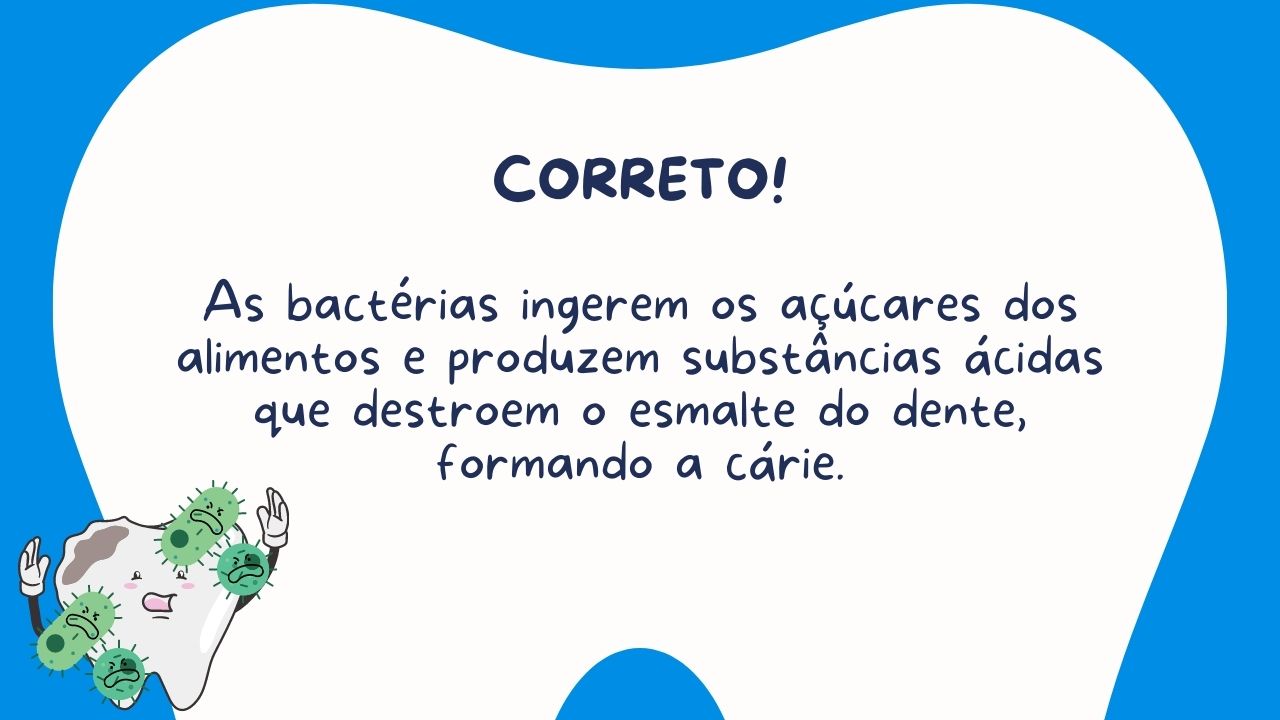 CORRETO!
As bactérias ingerem os açúcares dos
alimentos e produzem substâncias ácidas
que destroem o esmalte do dente,
formando a cárie.